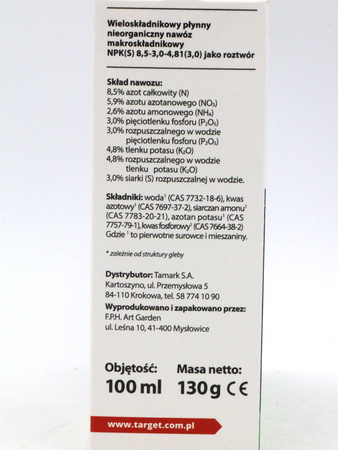 Wieloskładnikowy płynny
nieorganiczny nawóz
makroskładnikowy
NPK(S) 8,5-3,0-4,81(3,0) jako roztwór
Skład nawozu:
8,5% azot całkowity (N)
5,9% azotu azotanowego (NO₃)
2,6% azotu amonowego (NH₄)
3,0% pięciotlenku fosforu (P₂O₅)
3,0% rozpuszczalnego w wodzie
pięciotlenku fosforu (P₂O₅)
4,8% tlenku potasu (K₂O)
4,8% rozpuszczalnego w wodzie
tlenku potasu (K₂O)
3,0% siarki (S) rozpuszczalnej w wodzie.
Składniki: woda¹ (CAS 7732-18-6), kwas
azotowy¹ (CAS 7697-37-2), siarczan amonu¹
(CAS 7783-20-21), azotan potasu¹ (CAS
7757-79-1), kwas fosforowy¹ (CAS 7664-38-2)
Gdzie ¹ to pierwotne surowce i mieszaniny.
* zależnie od struktury gleby
Dystrybutor: Tamark S.A.
Kartoszyno, ul. Przemysłowa 5
84-110 Krokowa, tel. 58 774 10 90
Wyprodukowano i zapakowano przez:
F.P.H. Art Garden
ul. Leśna 10, 41-400 Mysłowice
Objętość: Masa netto:
100 ml 130 g CE
www.target.com.pl